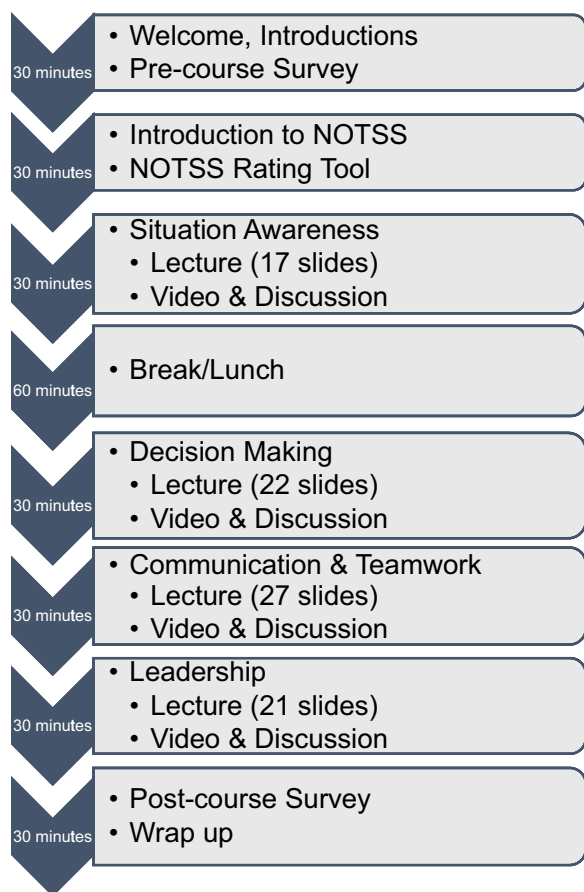 30 minutes
• Welcome, Introductions
• Pre-course Survey
30 minutes
• Introduction to NOTSS
• NOTSS Rating Tool
30 minutes
• Situation Awareness
• Lecture (17 slides)
• Video & Discussion
60 minutes
• Break/Lunch
30 minutes
• Decision Making
• Lecture (22 slides)
• Video & Discussion
30 minutes
• Communication & Teamwork
• Lecture (27 slides)
• Video & Discussion
30 minutes
• Leadership
• Lecture (21 slides)
• Video & Discussion
30 minutes
• Post-course Survey
• Wrap up